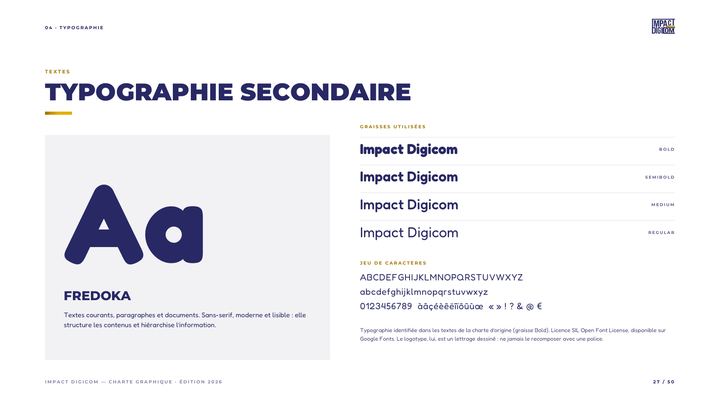 04 - TYPOGRAPHIE
IMPACT
DIGICOM
TEXTES
TYPOGRAPHIE SECONDAIRE
GRAISSES UTILISÉES
Impact Digicom
BOLD
Impact Digicom
SEMIBOLD
Impact Digicom
MEDIUM
Impact Digicom
REGULAR
Aa
FREDOKA
Textes courants, paragraphes et documents. Sans-serif, moderne et lisible : elle
structure les contenus et hiérarchise l'information.
JEU DE CARACTÈRES
ABCDEFGHIJKLMNOPQRSTUVWXYZ
abcdefghijklmnopqrstuvwxyz
0123456789 àâçéèêëîïôûùœ « » ! ? & @ €
Typographie identifiée dans les textes de la charte d'origine (graisse Bold). Licence SIL Open Font License, disponible sur
Google Fonts. Le logotype, lui, est un lettrage dessiné : ne jamais le recomposer avec une police.
IMPACT DIGICOM — CHARTE GRAPHIQUE · ÉDITION 2026
27 / 50